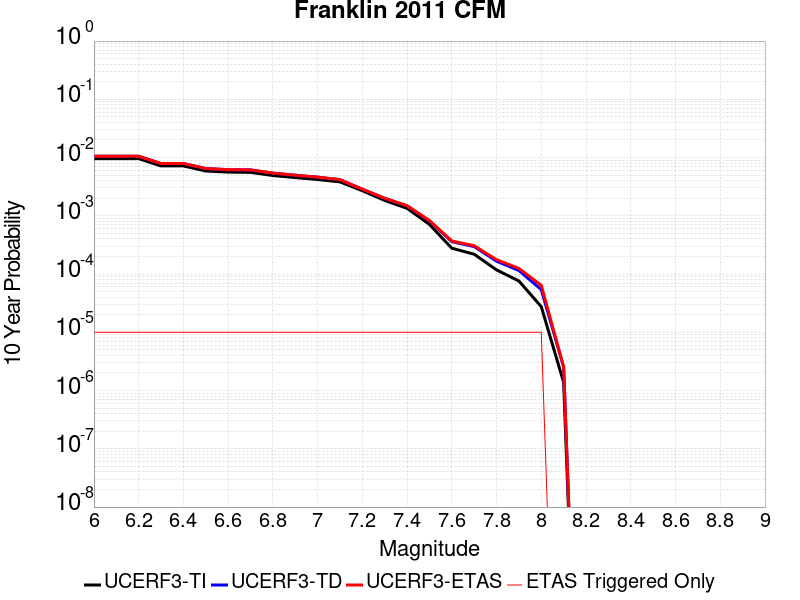 Franklin 2011 CFM
10 0
10 -1
10 -2
10 -3
10 -4
10 -5
10 -6
10 -7
10 -8
10 Year Probability
6 6.2 6.4 6.6 6.8 7 7.2 7.4 7.6 7.8 8 8.2 8.4 8.6 8.8 9
Magnitude
UCERF3-TI UCERF3-TD UCERF3-ETAS ETAS Triggered Only